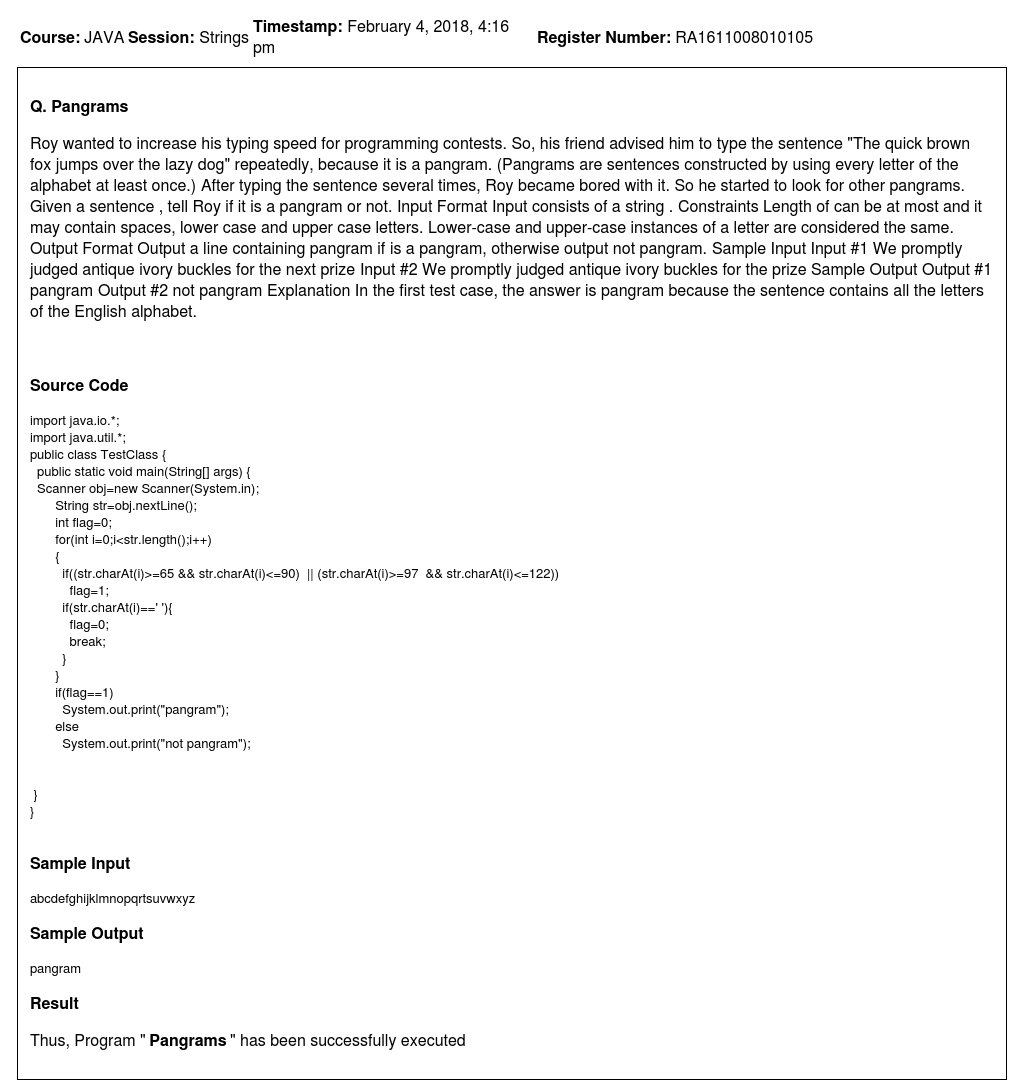 Course: JAVA Session: Strings Timestamp: February 4, 2018, 4:16 pm Register Number: RA1611008010105
Q. Pangrams
Roy wanted to increase his typing speed for programming contests. So, his friend advised him to type the sentence "The quick brown
fox jumps over the lazy dog" repeatedly, because it is a pangram. (Pangrams are sentences constructed by using every letter of the
alphabet at least once.) After typing the sentence several times, Roy became bored with it. So he started to look for other pangrams.
Given a sentence , tell Roy if it is a pangram or not. Input Format Input consists of a string . Constraints Length of can be at most and it
may contain spaces, lower case and upper case letters. Lower-case and upper-case instances of a letter are considered the same.
Output Format Output a line containing pangram if is a pangram, otherwise output not pangram. Sample Input Input #1 We promptly
judged antique ivory buckles for the next prize Input #2 We promptly judged antique ivory buckles for the prize Sample Output Output #1
pangram Output #2 not pangram Explanation In the first test case, the answer is pangram because the sentence contains all the letters
of the English alphabet.
Source Code
import java.io.*;
import java.util.*;
public class TestClass {
  public static void main(String[] args) {
  Scanner obj=new Scanner(System.in);
       String str=obj.nextLine();
       int flag=0;
       for(int i=0;i<str.length();i++)
       {
         if((str.charAt(i)>=65 && str.charAt(i)<=90)  || (str.charAt(i)>=97  && str.charAt(i)<=122))
           flag=1;
         if(str.charAt(i)==' '){
           flag=0;
           break;
         }
       }
       if(flag==1)
         System.out.print("pangram");
       else
         System.out.print("not pangram");
 }
}
Sample Input
abcdefghijklmnopqrtsuvwxyz
Sample Output
pangram
Result
Thus, Program " Pangrams " has been successfully executed